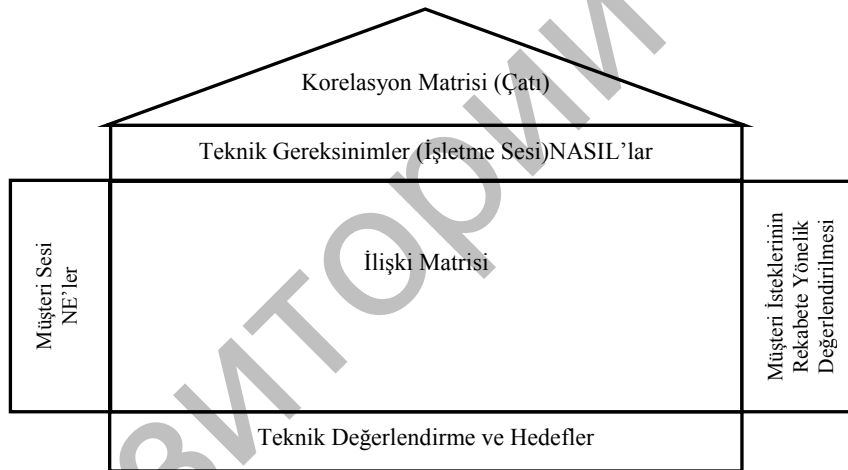 Korelasyon Matrisi (Çatı)
Teknik Gereksinimler (İşletme Sesi)NASIL’lar
Müşteri Sesi
NE’ler
İlişki Matrisi
Müşteri İsteklerinin
Rekabete Yönelik
Değerlendirilmesi
Teknik Değerlendirme ve Hedefler